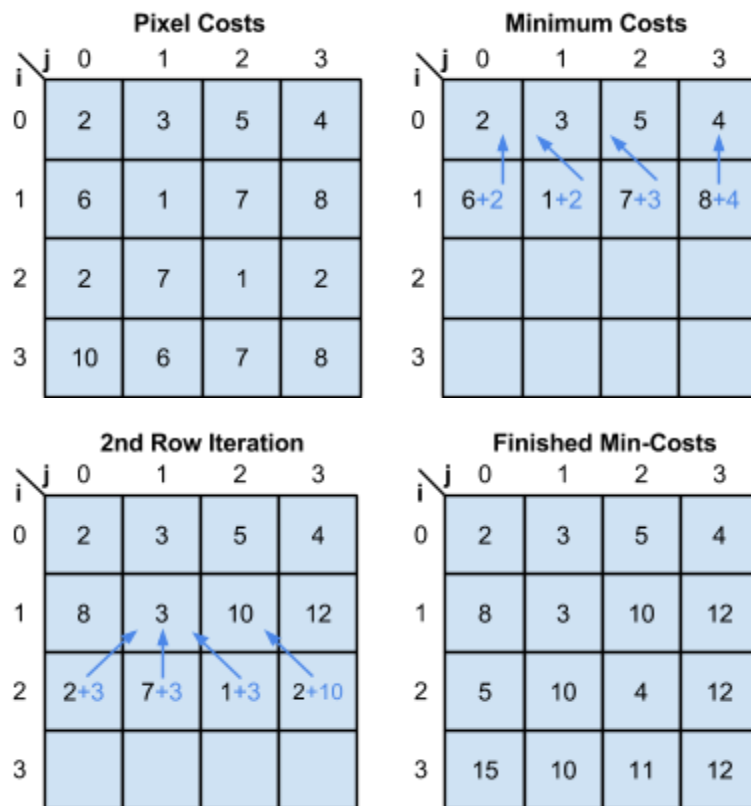 Pixel Costs
j 0 1 2 3
i
0 2 3 5 4
1 6 1 7 8
2 2 7 1 2
3 10 6 7 8
Minimum Costs
j 0 1 2 3
i
0 2 3 5 4
1 6+2 1+2 7+3 8+4
2
3
2nd Row Iteration
j 0 1 2 3
i
0 2 3 5 4
1 8 3 10 12
2 2+3 7+3 1+3 2+10
3
Finished Min-Costs
j 0 1 2 3
i
0 2 3 5 4
1 8 3 10 12
2 5 10 4 12
3 15 10 11 12